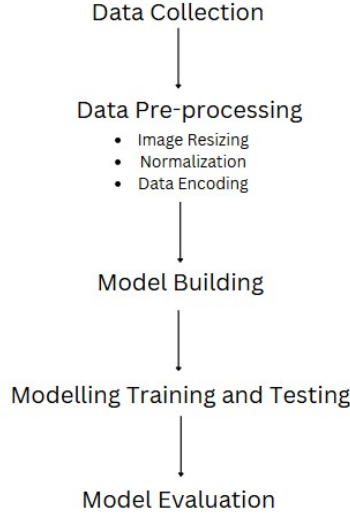 Data Collection
Data Pre-processing
• Image Resizing
• Normalization
• Data Encoding
Model Building
Modelling Training and Testing
Model Evaluation